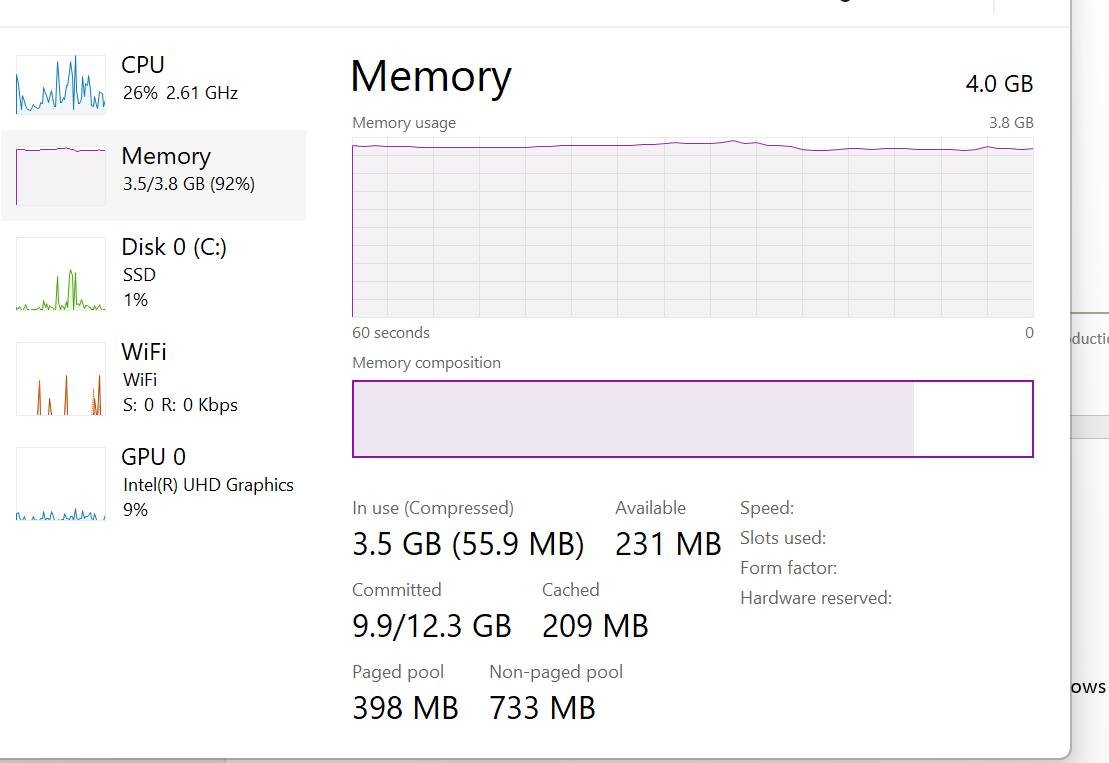 CPU
26% 2.61 GHz
Memory
3.5/3.8 GB (92%)
Disk 0 (C:)
SSD
1%
WiFi
WiFi
S: 0 R: 0 Kbps
GPU 0
Intel(R) UHD Graphics
9%
Memory
4.0 GB
Memory usage
3.8 GB
60 seconds
0
Memory composition
In use (Compressed)
3.5 GB (55.9 MB)
Available
231 MB
Committed
9.9/12.3 GB
Cached
209 MB
Paged pool
398 MB
Non-paged pool
733 MB
Speed:
Slots used:
Form factor:
Hardware reserved: